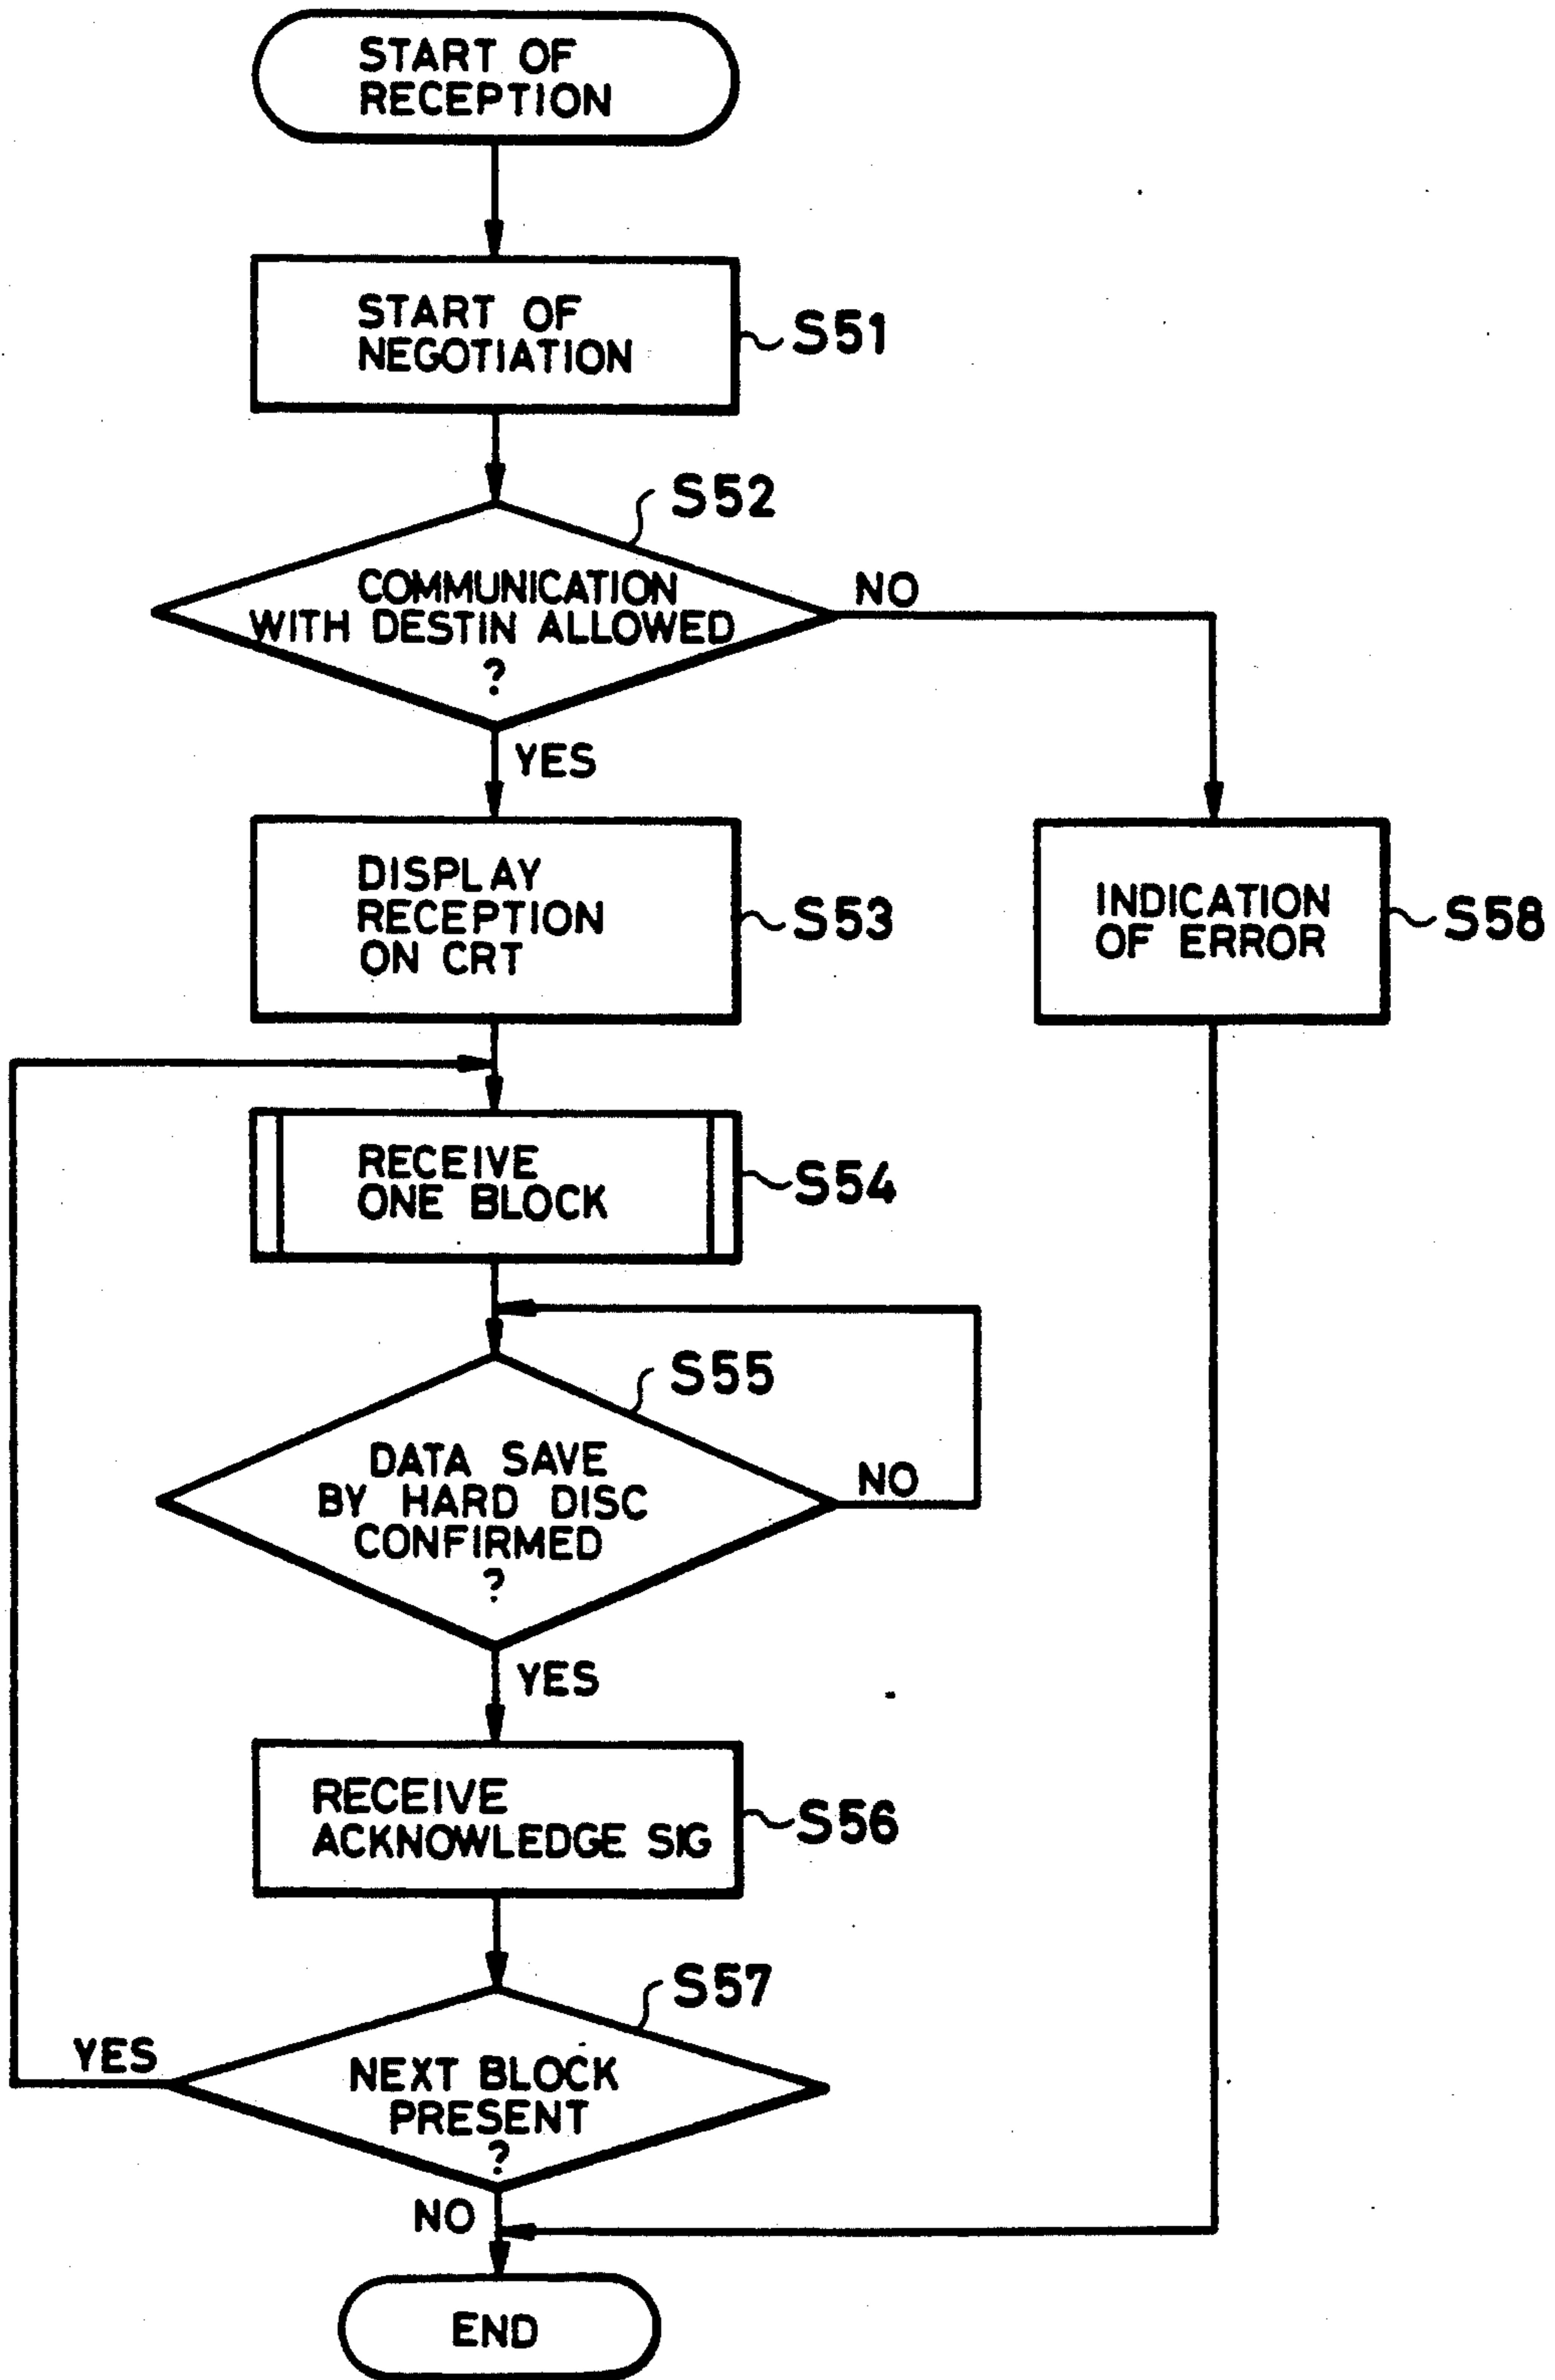 START OF
RECEPTION
START OF
NEGOTIATION
S51
S52
COMMUNICATION
WITH DESTIN ALLOWED
?
NO
YES
DISPLAY
RECEPTION
ON CRT
S53
INDICATION
OF ERROR
S58
RECEIVE
ONE BLOCK
S54
S55
DATA SAVE
BY HARD DISC
CONFIRMED
?
NO
YES
RECEIVE
ACKNOWLEDGE SIG
S56
S57
YES
NEXT BLOCK
PRESENT
?
NO
END